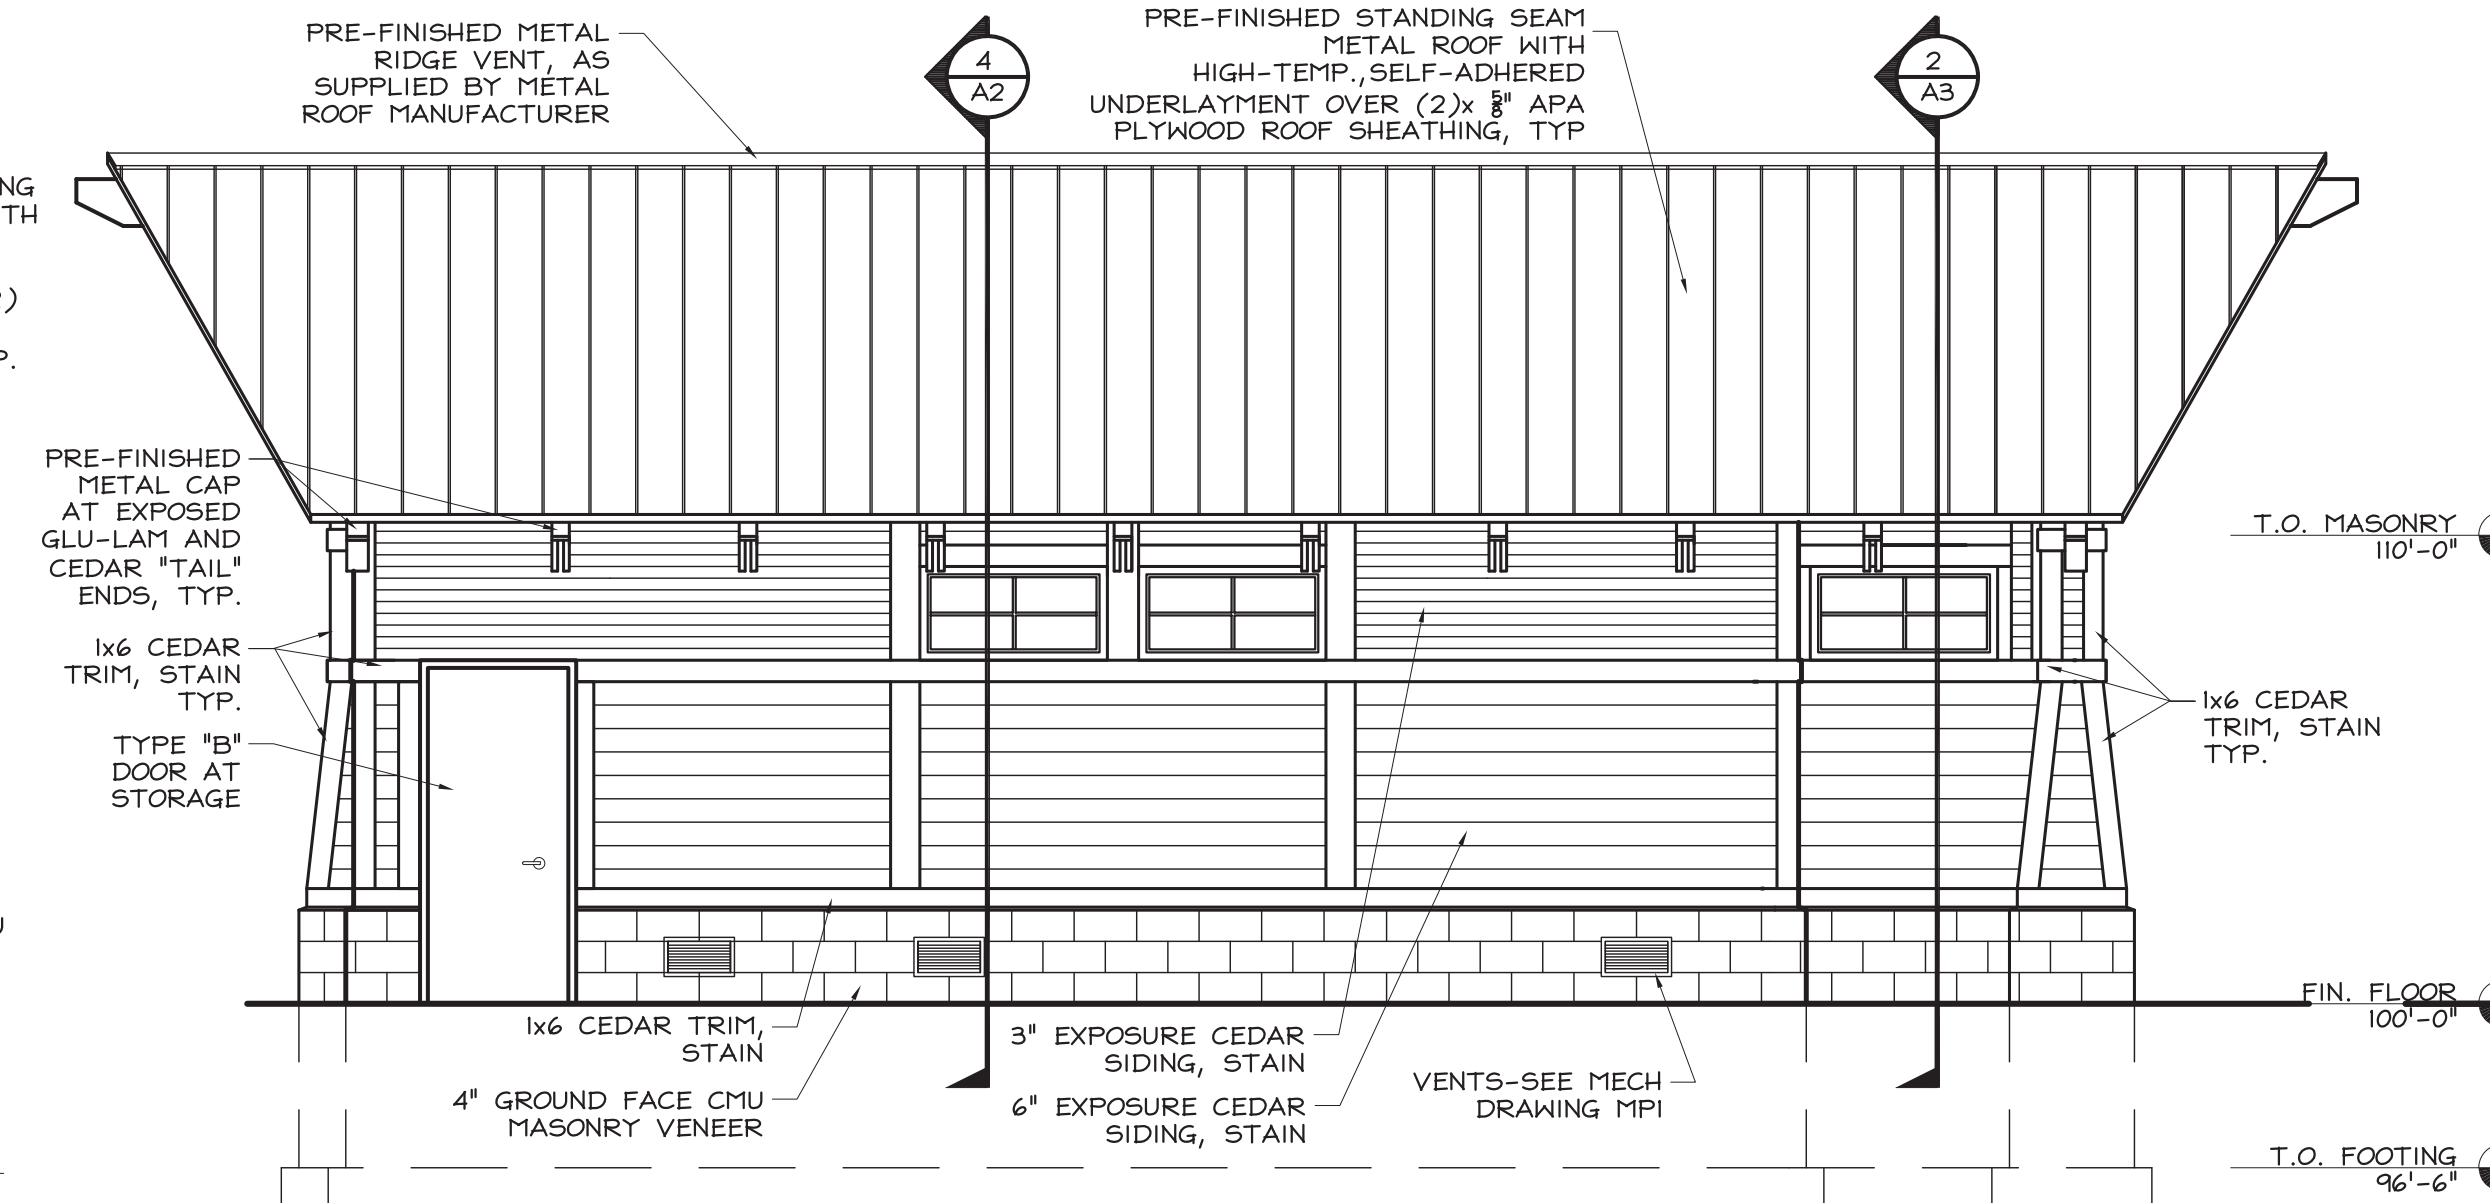 PRE-FINISHED METAL
RIDGE VENT, AS
SUPPLIED BY METAL
ROOF MANUFACTURER
4
A2
PRE-FINISHED STANDING SEAM
METAL ROOF WITH
HIGH-TEMP., SELF-ADHERED
UNDERLAYMENT OVER (2)x 5/8" APA
PLYWOOD ROOF SHEATHING, TYP
2
A3
NG
TH
)
P.
PRE-FINISHED
METAL CAP
AT EXPOSED
GLU-LAM AND
CEDAR "TAIL"
ENDS, TYP.
1x6 CEDAR
TRIM, STAIN
TYP.
TYPE "B"
DOOR AT
STORAGE
T.O. MASONRY
110'-0"
1x6 CEDAR
TRIM, STAIN
TYP.
FIN. FLOOR
100'-0"
1x6 CEDAR TRIM,
STAIN
4" GROUND FACE CMU
MASONRY VENEER
3" EXPOSURE CEDAR
SIDING, STAIN
6" EXPOSURE CEDAR
SIDING, STAIN
VENTS-SEE MECH
DRAWING MP1
T.O. FOOTING
96'-6"